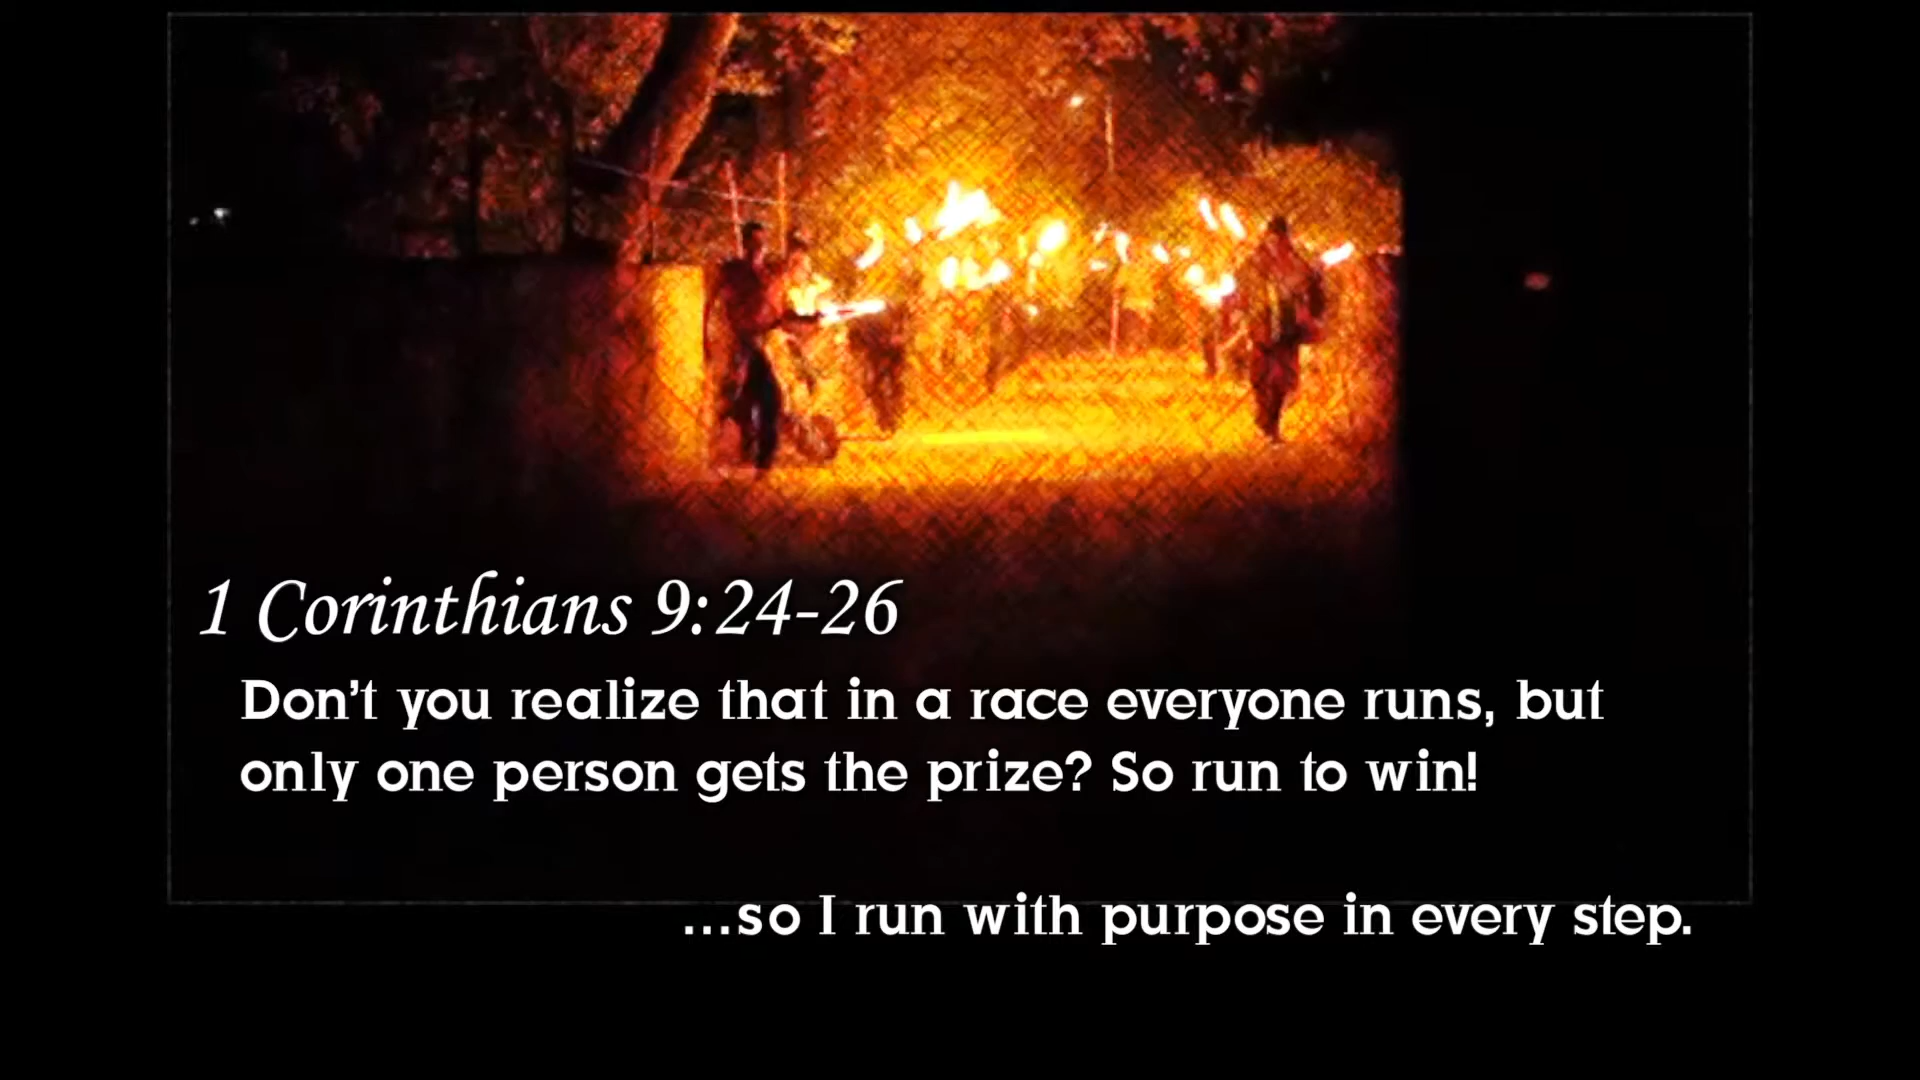 1 Corinthians 9:24-26
Don't you realize that in a race everyone runs, but
only one person gets the prize? So run to win!
...so I run with purpose in every step.